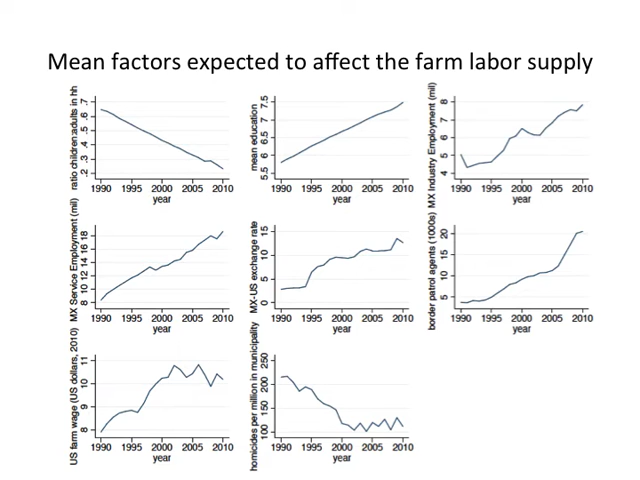 Mean factors expected to affect the farm labor supply
ratio children:adults in hh
.2 .3 .4 .5 .6 .7
1990 1995 2000 2005 2010
year
mean education
5.5 6 6.5 7 7.5
1990 1995 2000 2005 2010
year
MX Industry Employment (mil)
4 5 6 7 8
1990 1995 2000 2005 2010
year
MX Service Employment (mil)
8 10 12 14 16 18
1990 1995 2000 2005 2010
year
MX-US exchange rate
0 5 10 15
1990 1995 2000 2005 2010
year
border patrol agents (1000s)
5 10 15 20
1990 1995 2000 2005 2010
year
US farm wage (US dollars, 2010)
8 9 10 11
1990 1995 2000 2005 2010
year
homicides per million in municipality
100 150 200 250
1990 1995 2000 2005 2010
year